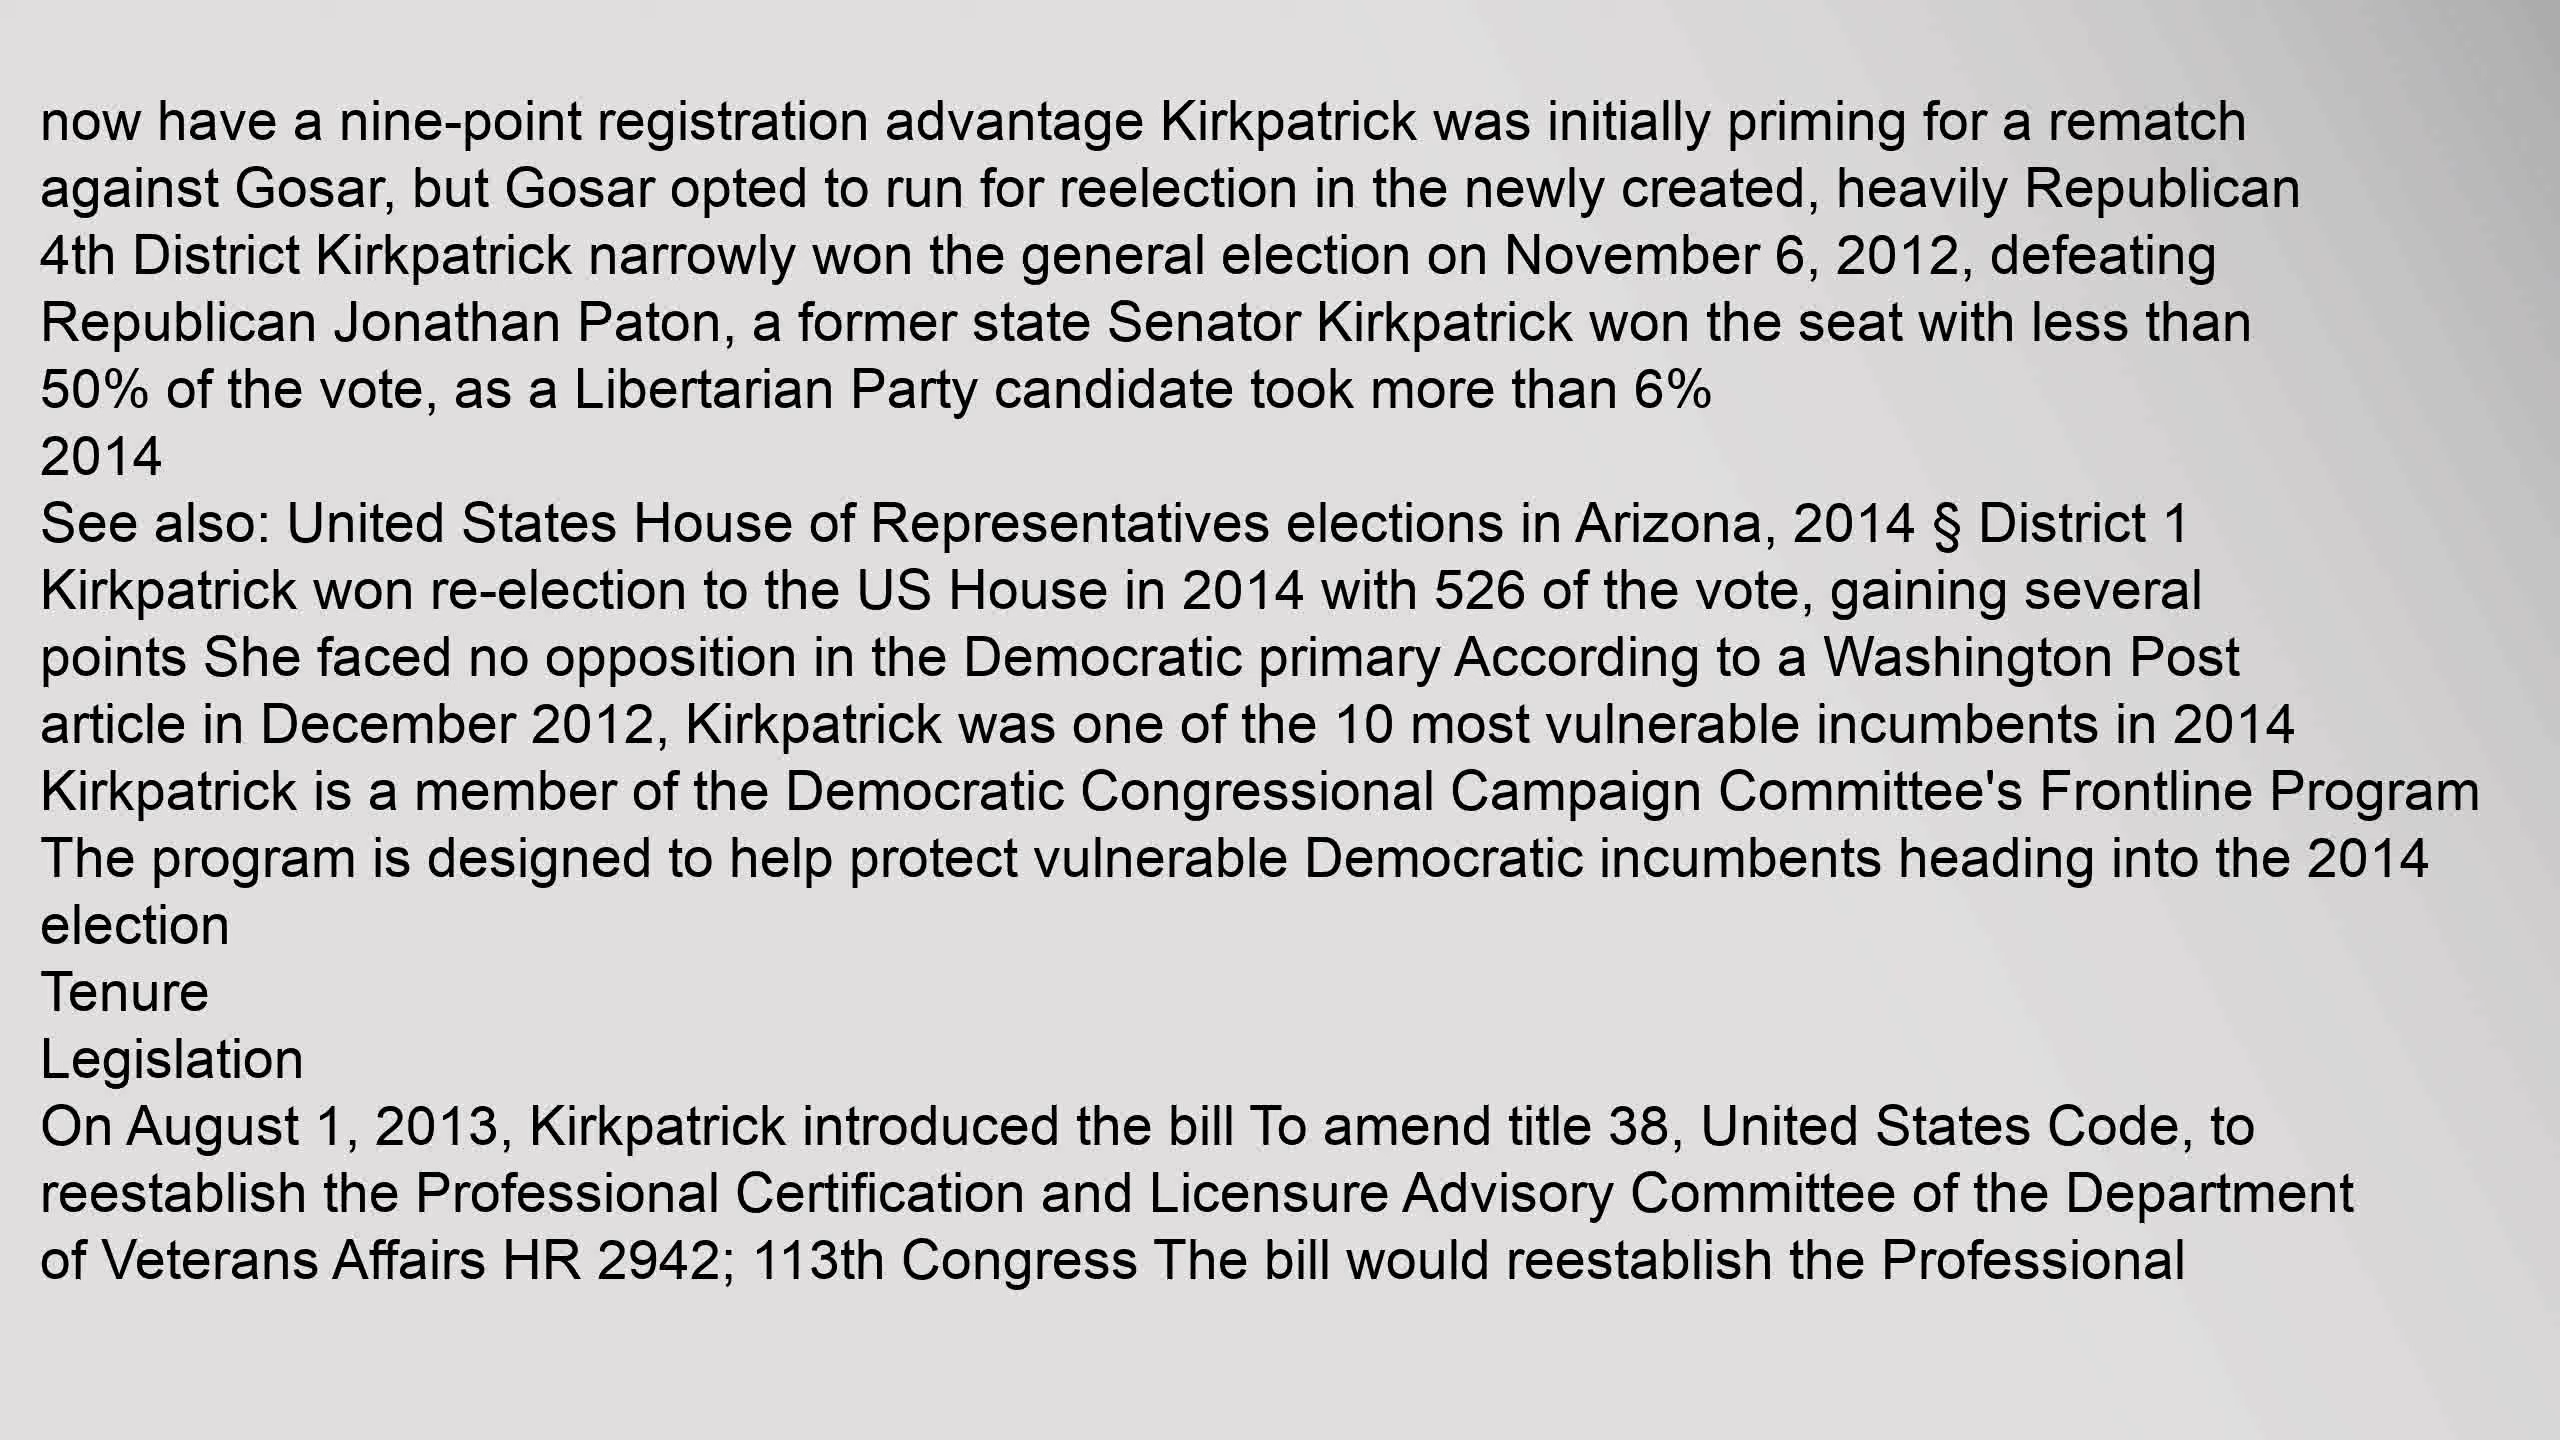 now have a nine-point registration advantage Kirkpatrick was initially priming for a rematch
against Gosar, but Gosar opted to run for reelection in the newly created, heavily Republican
4th District Kirkpatrick narrowly won the general election on November 6, 2012, defeating
Republican Jonathan Paton, a former state Senator Kirkpatrick won the seat with less than
50% of the vote, as a Libertarian Party candidate took more than 6%
2014
See also: United States House of Representatives elections in Arizona, 2014 § District 1
Kirkpatrick won re-election to the US House in 2014 with 526 of the vote, gaining several
points She faced no opposition in the Democratic primary According to a Washington Post
article in December 2012, Kirkpatrick was one of the 10 most vulnerable incumbents in 2014
Kirkpatrick is a member of the Democratic Congressional Campaign Committee's Frontline Program
The program is designed to help protect vulnerable Democratic incumbents heading into the 2014
election
Tenure
Legislation
On August 1, 2013, Kirkpatrick introduced the bill To amend title 38, United States Code, to
reestablish the Professional Certification and Licensure Advisory Committee of the Department
of Veterans Affairs HR 2942; 113th Congress The bill would reestablish the Professional